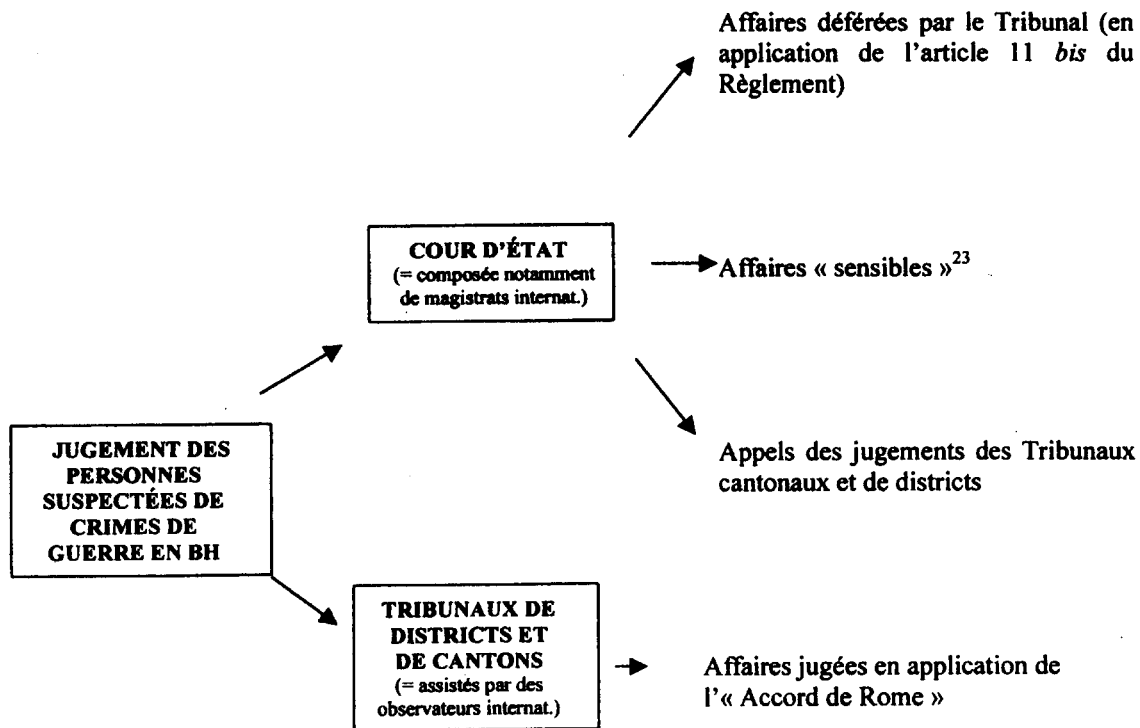 Affaires déférées par le Tribunal (en
application de l'article 11 bis du
Règlement)
COUR D'ÉTAT
(= composée notamment
de magistrats internat.)
Affaires « sensibles »23
JUGEMENT DES
PERSONNES
SUSPECTÉES DE
CRIMES DE
GUERRE EN BH
Appels des jugements des Tribunaux
cantonaux et de districts
TRIBUNAUX DE
DISTRICTS ET
DE CANTONS
(= assistés par des
observateurs internat.)
Affaires jugées en application de
l'« Accord de Rome »